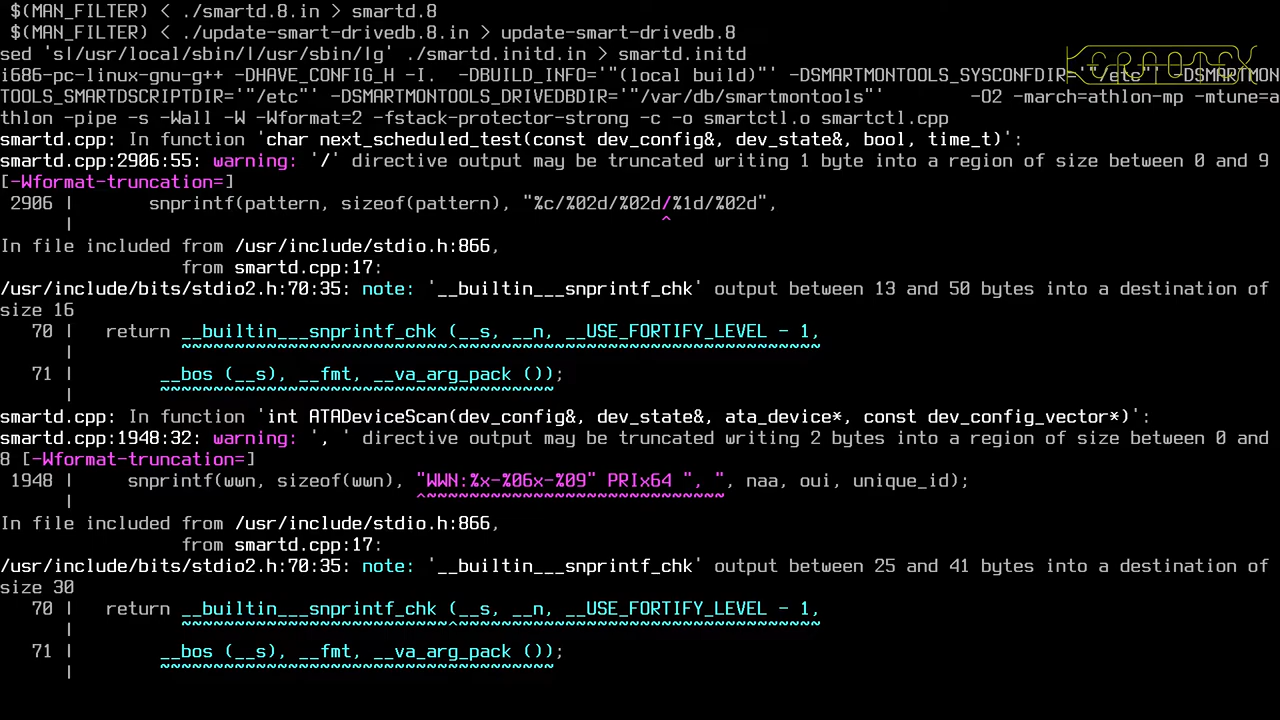 $(MAN_FILTER) < ./smartd.8.in > smartd.8
$(MAN_FILTER) < ./update-smart-drivedb.8.in > update-smart-drivedb.8
sed 's|/usr/local/sbin/|/usr/sbin/|g' ./smartd.initd.in > smartd.initd
i686-pc-linux-gnu-g++ -DHAVE_CONFIG_H -I.  -DBUILD_INFO='"(local build)"' -DSMARTMONTOOLS_SYSCONFDIR='"/etc"' -DSMARTMON
TOOLS_SMARTDSCRIPTDIR='"/etc"' -DSMARTMONTOOLS_DRIVEDBDIR='"/var/db/smartmontools"'        -O2 -march=athlon-mp -mtune=a
thlon -pipe -s -Wall -W -Wformat=2 -fstack-protector-strong -c -o smartctl.o smartctl.cpp
smartd.cpp: In function 'char next_scheduled_test(const dev_config&, dev_state&, bool, time_t)':
smartd.cpp:2906:55: warning: '/' directive output may be truncated writing 1 byte into a region of size between 0 and 9
[-Wformat-truncation=]
2906 |       snprintf(pattern, sizeof(pattern), "%c/%02d/%02d/%1d/%02d",
|                                                        ^
In file included from /usr/include/stdio.h:866,
from smartd.cpp:17:
/usr/include/bits/stdio2.h:70:35: note: '__builtin___snprintf_chk' output between 13 and 50 bytes into a destination of
size 16
70 |   return __builtin___snprintf_chk (__s, __n, __USE_FORTIFY_LEVEL - 1,
|          ~~~~~~~~~~~~~~~~~~~~~~~~~^~~~~~~~~~~~~~~~~~~~~~~~~~~~~~~~~~
71 |        __bos (__s), __fmt, __va_arg_pack ());
|        ~~~~~~~~~~~~~~~~~~~~~~~~~~~~~~~~~~~~~
smartd.cpp: In function 'int ATADeviceScan(dev_config&, dev_state&, ata_device*, const dev_config_vector*)':
smartd.cpp:1948:32: warning: ', ' directive output may be truncated writing 2 bytes into a region of size between 0 and
8 [-Wformat-truncation=]
1948 |     snprintf(wwn, sizeof(wwn), "WWN:%x-%06x-%09" PRIx64 ", ", naa, oui, unique_id);
|                                ^~~~~~~~~~~~~~~~~~~~~~~~~~~~~
In file included from /usr/include/stdio.h:866,
from smartd.cpp:17:
/usr/include/bits/stdio2.h:70:35: note: '__builtin___snprintf_chk' output between 25 and 41 bytes into a destination of
size 30
70 |   return __builtin___snprintf_chk (__s, __n, __USE_FORTIFY_LEVEL - 1,
|          ~~~~~~~~~~~~~~~~~~~~~~~~~^~~~~~~~~~~~~~~~~~~~~~~~~~~~~~~~~~
71 |        __bos (__s), __fmt, __va_arg_pack ());
|        ~~~~~~~~~~~~~~~~~~~~~~~~~~~~~~~~~~~~~